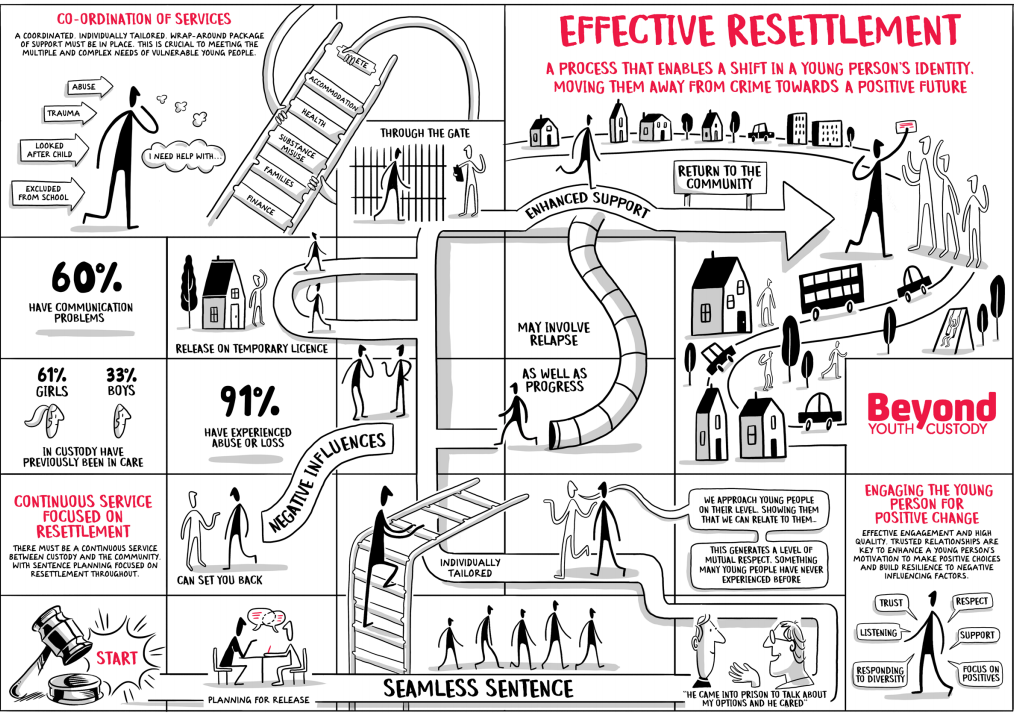 CO-ORDINATION OF SERVICES
A COORDINATED, INDIVIDUALLY TAILORED, WRAP-AROUND PACKAGE
OF SUPPORT MUST BE IN PLACE. THIS IS CRUCIAL TO MEETING THE
MULTIPLE AND COMPLEX NEEDS OF VULNERABLE YOUNG PEOPLE.
ABUSE
TRAUMA
LOOKED
AFTER CHILD
EXCLUDED
FROM SCHOOL
I NEED HELP WITH...
ETE
ACCOMMODATION
HEALTH
SUBSTANCE
MISUSE
FAMILIES
FINANCE
THROUGH THE GATE
EFFECTIVE RESETTLEMENT
A PROCESS THAT ENABLES A SHIFT IN A YOUNG PERSON'S IDENTITY,
MOVING THEM AWAY FROM CRIME TOWARDS A POSITIVE FUTURE
ENHANCED SUPPORT
RETURN TO THE
COMMUNITY
60%
HAVE COMMUNICATION
PROBLEMS
RELEASE ON TEMPORARY LICENCE
MAY INVOLVE
RELAPSE
AS WELL AS
PROGRESS
61%
GIRLS
33%
BOYS
IN CUSTODY HAVE
PREVIOUSLY BEEN IN CARE
91%
HAVE EXPERIENCED
ABUSE OR LOSS
NEGATIVE INFLUENCES
CAN SET YOU BACK
Beyond
YOUTH CUSTODY
CONTINUOUS SERVICE
FOCUSED ON
RESETTLEMENT
THERE MUST BE A CONTINUOUS SERVICE
BETWEEN CUSTODY AND THE COMMUNITY,
WITH SENTENCE PLANNING FOCUSED ON
RESETTLEMENT THROUGHOUT.
INDIVIDUALLY
TAILORED
WE APPROACH YOUNG PEOPLE
ON THEIR LEVEL, SHOWING THEM
THAT WE CAN RELATE TO THEM...
THIS GENERATES A LEVEL OF
MUTUAL RESPECT. SOMETHING
MANY YOUNG PEOPLE HAVE NEVER
EXPERIENCED BEFORE
ENGAGING THE YOUNG
PERSON FOR
POSITIVE CHANGE
EFFECTIVE ENGAGEMENT AND HIGH
QUALITY, TRUSTED RELATIONSHIPS ARE
KEY TO ENHANCE A YOUNG PERSON'S
MOTIVATION TO MAKE POSITIVE CHOICES
AND BUILD RESILIENCE TO NEGATIVE
INFLUENCING FACTORS.
TRUST
RESPECT
LISTENING
SUPPORT
RESPONDING
TO DIVERSITY
FOCUS ON
POSITIVES
START
PLANNING FOR RELEASE
SEAMLESS SENTENCE
"HE CAME INTO PRISON TO TALK ABOUT
MY OPTIONS AND HE CARED"